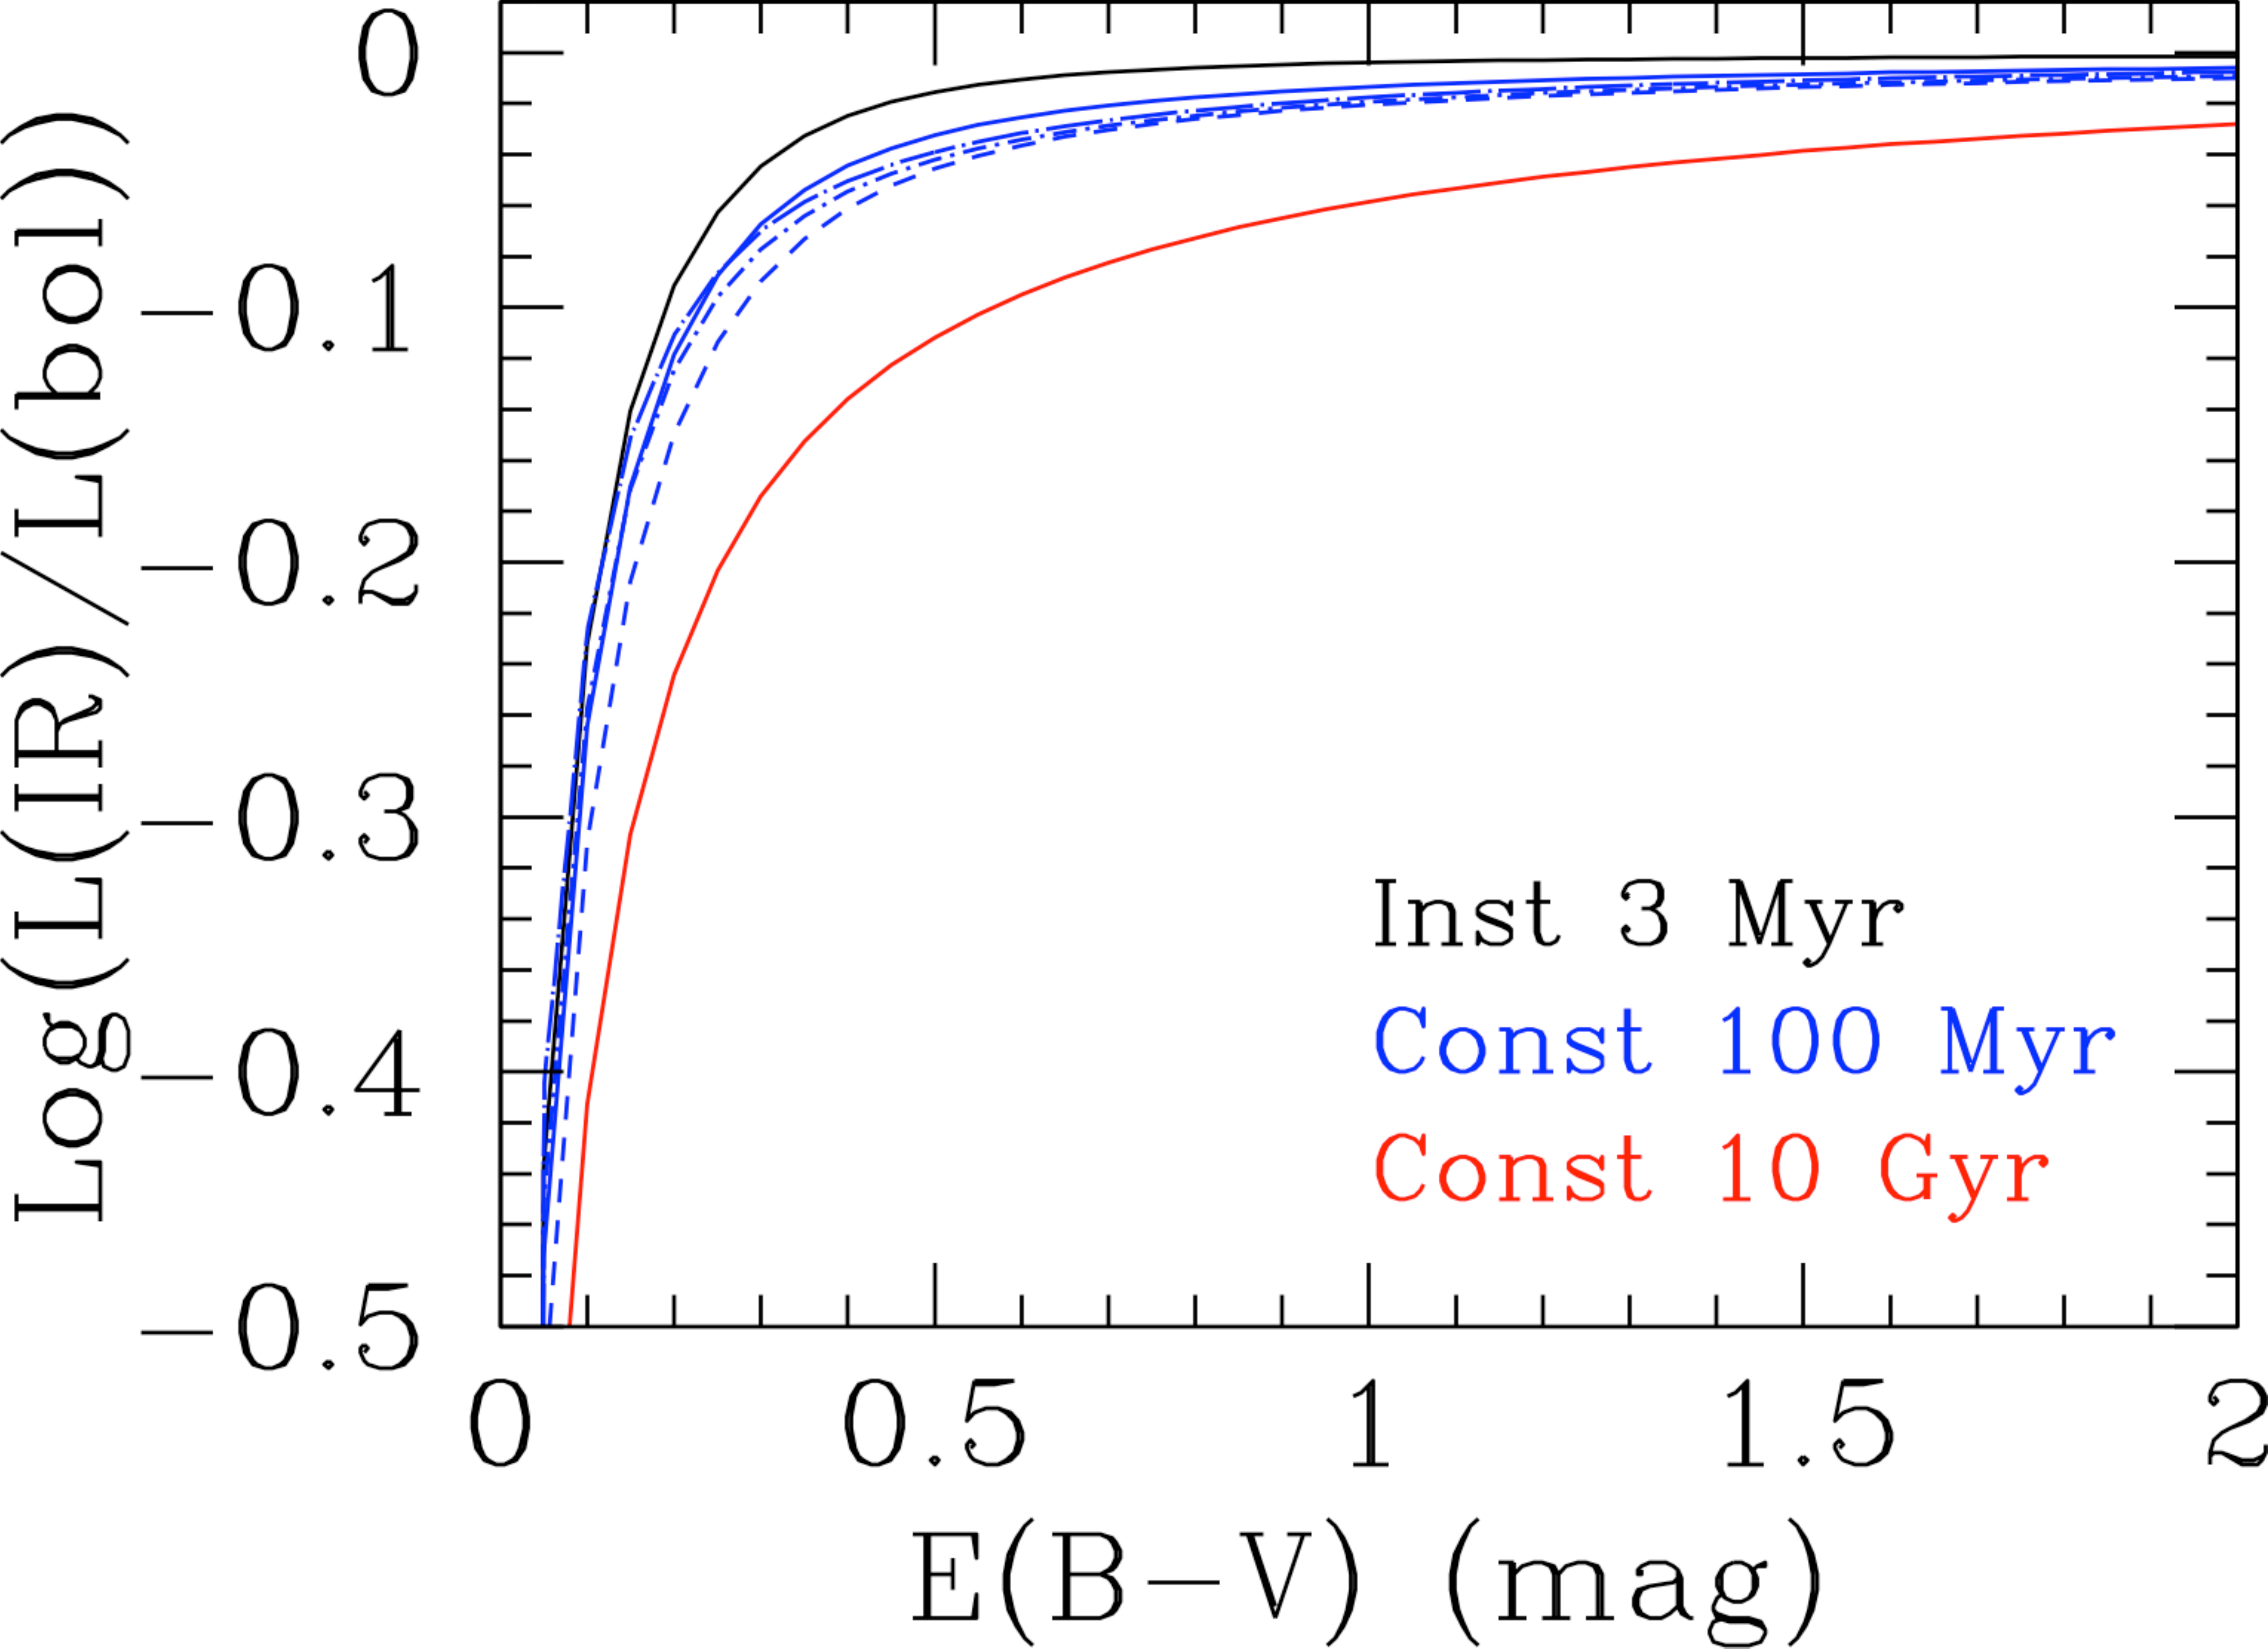 Log(L(IR)/L(bol))
0
-0.1
-0.2
-0.3
-0.4
-0.5
Inst 3 Myr
Const 100 Myr
Const 10 Gyr
0 0.5 1 1.5 2
E(B-V) (mag)